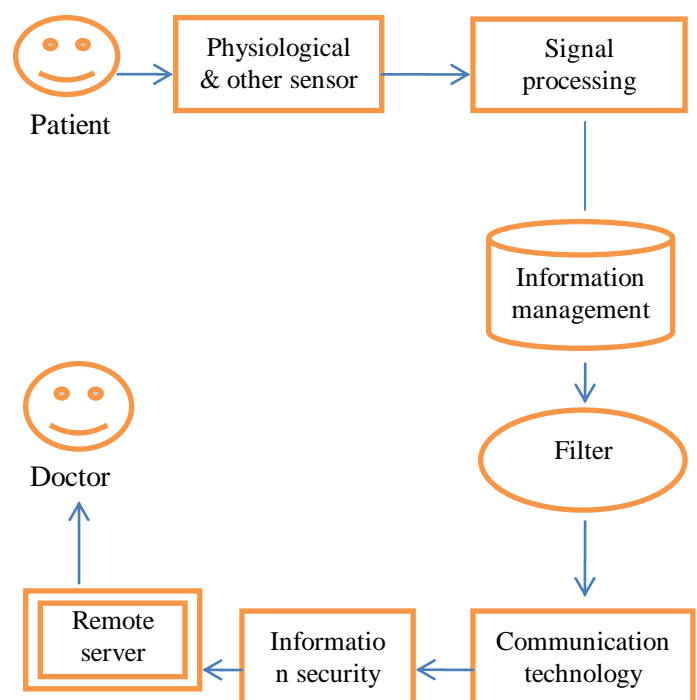 Patient
Physiological
& other sensor
Signal
processing
Information
management
Filter
Communication
technology
Informatio
n security
Remote
server
Doctor